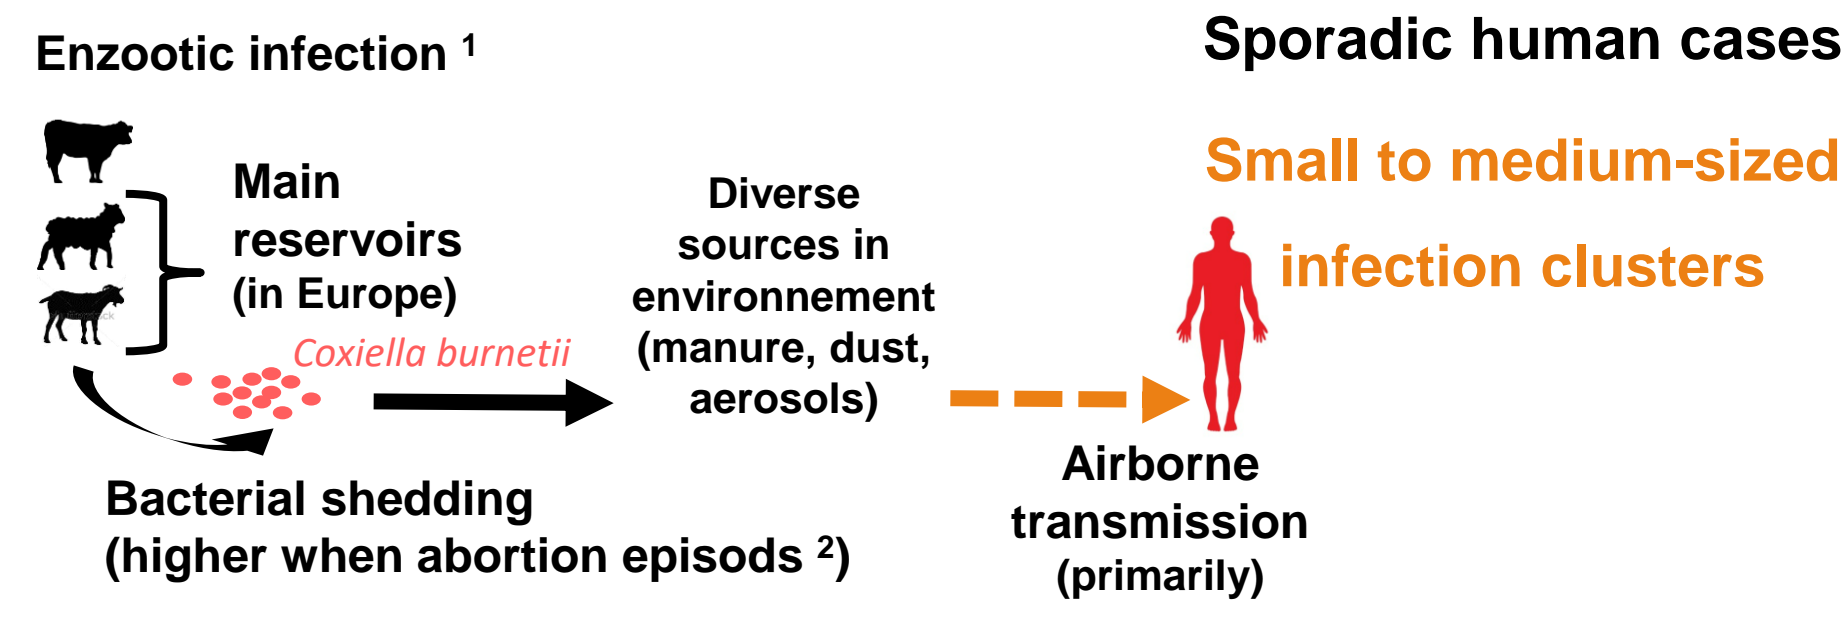 Enzootic infection ¹
Sporadic human cases
Small to medium-sized
infection clusters
Main
reservoirs
(in Europe)
Coxiella burnetii
Diverse
sources in
environnement
(manure, dust,
aerosols)
Bacterial shedding
(higher when abortion episods ²)
Airborne
transmission
(primarily)